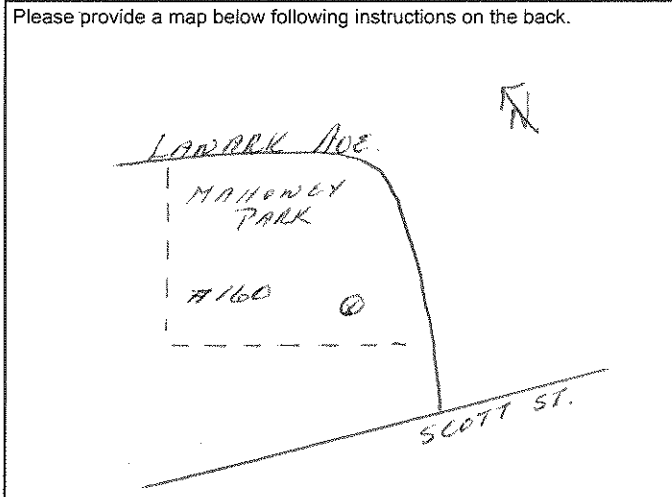 Please provide a map below following instructions on the back.
N
LANARK AVE.
MAHONEY
PARK
#160
SCOTT ST.